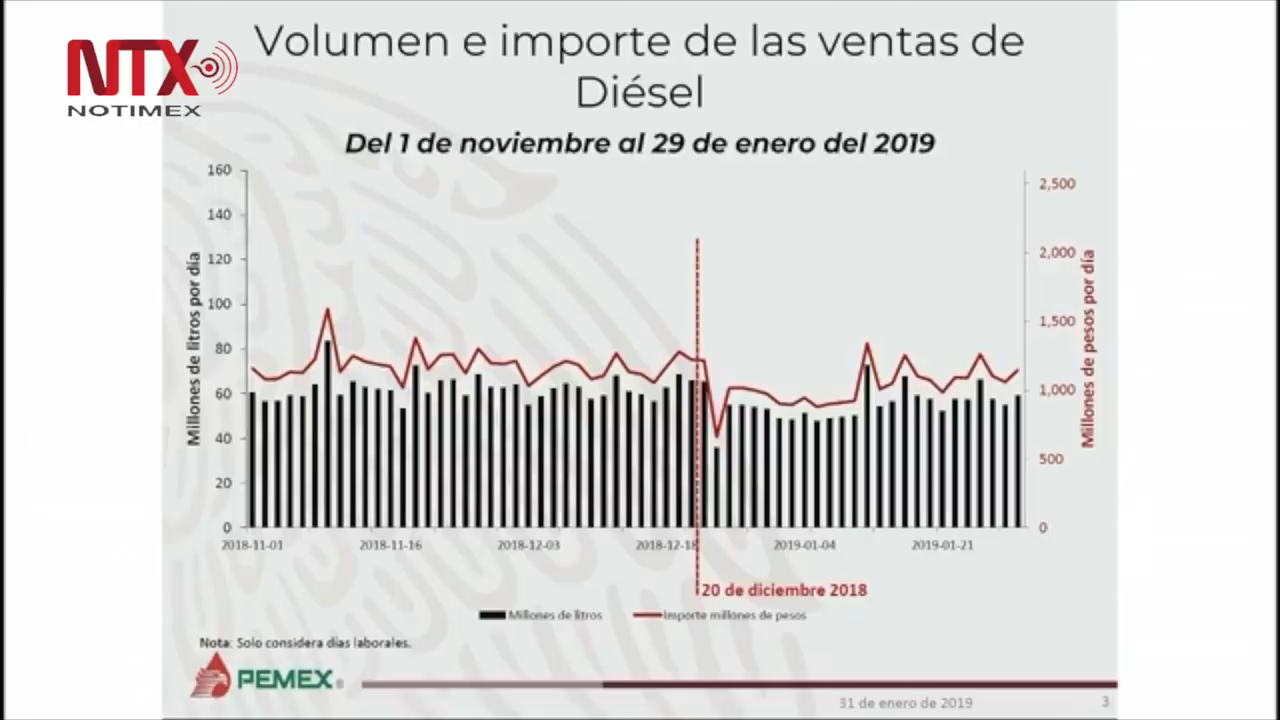 NTX
NOTIMEX
Volumen e importe de las ventas de
Diésel
Del 1 de noviembre al 29 de enero del 2019
Millones de litros por día
160
140
120
100
80
60
40
20
0
2,500
2,000
1,500
1,000
500
0
Millones de pesos por día
2018-11-01 2018-11-16 2018-12-03 2018-12-18 2019-01-04 2019-01-21
20 de diciembre 2018
Millones de litros Importe millones de pesos
Nota: Solo considera días laborales.
PEMEX®
31 de enero de 2019 3